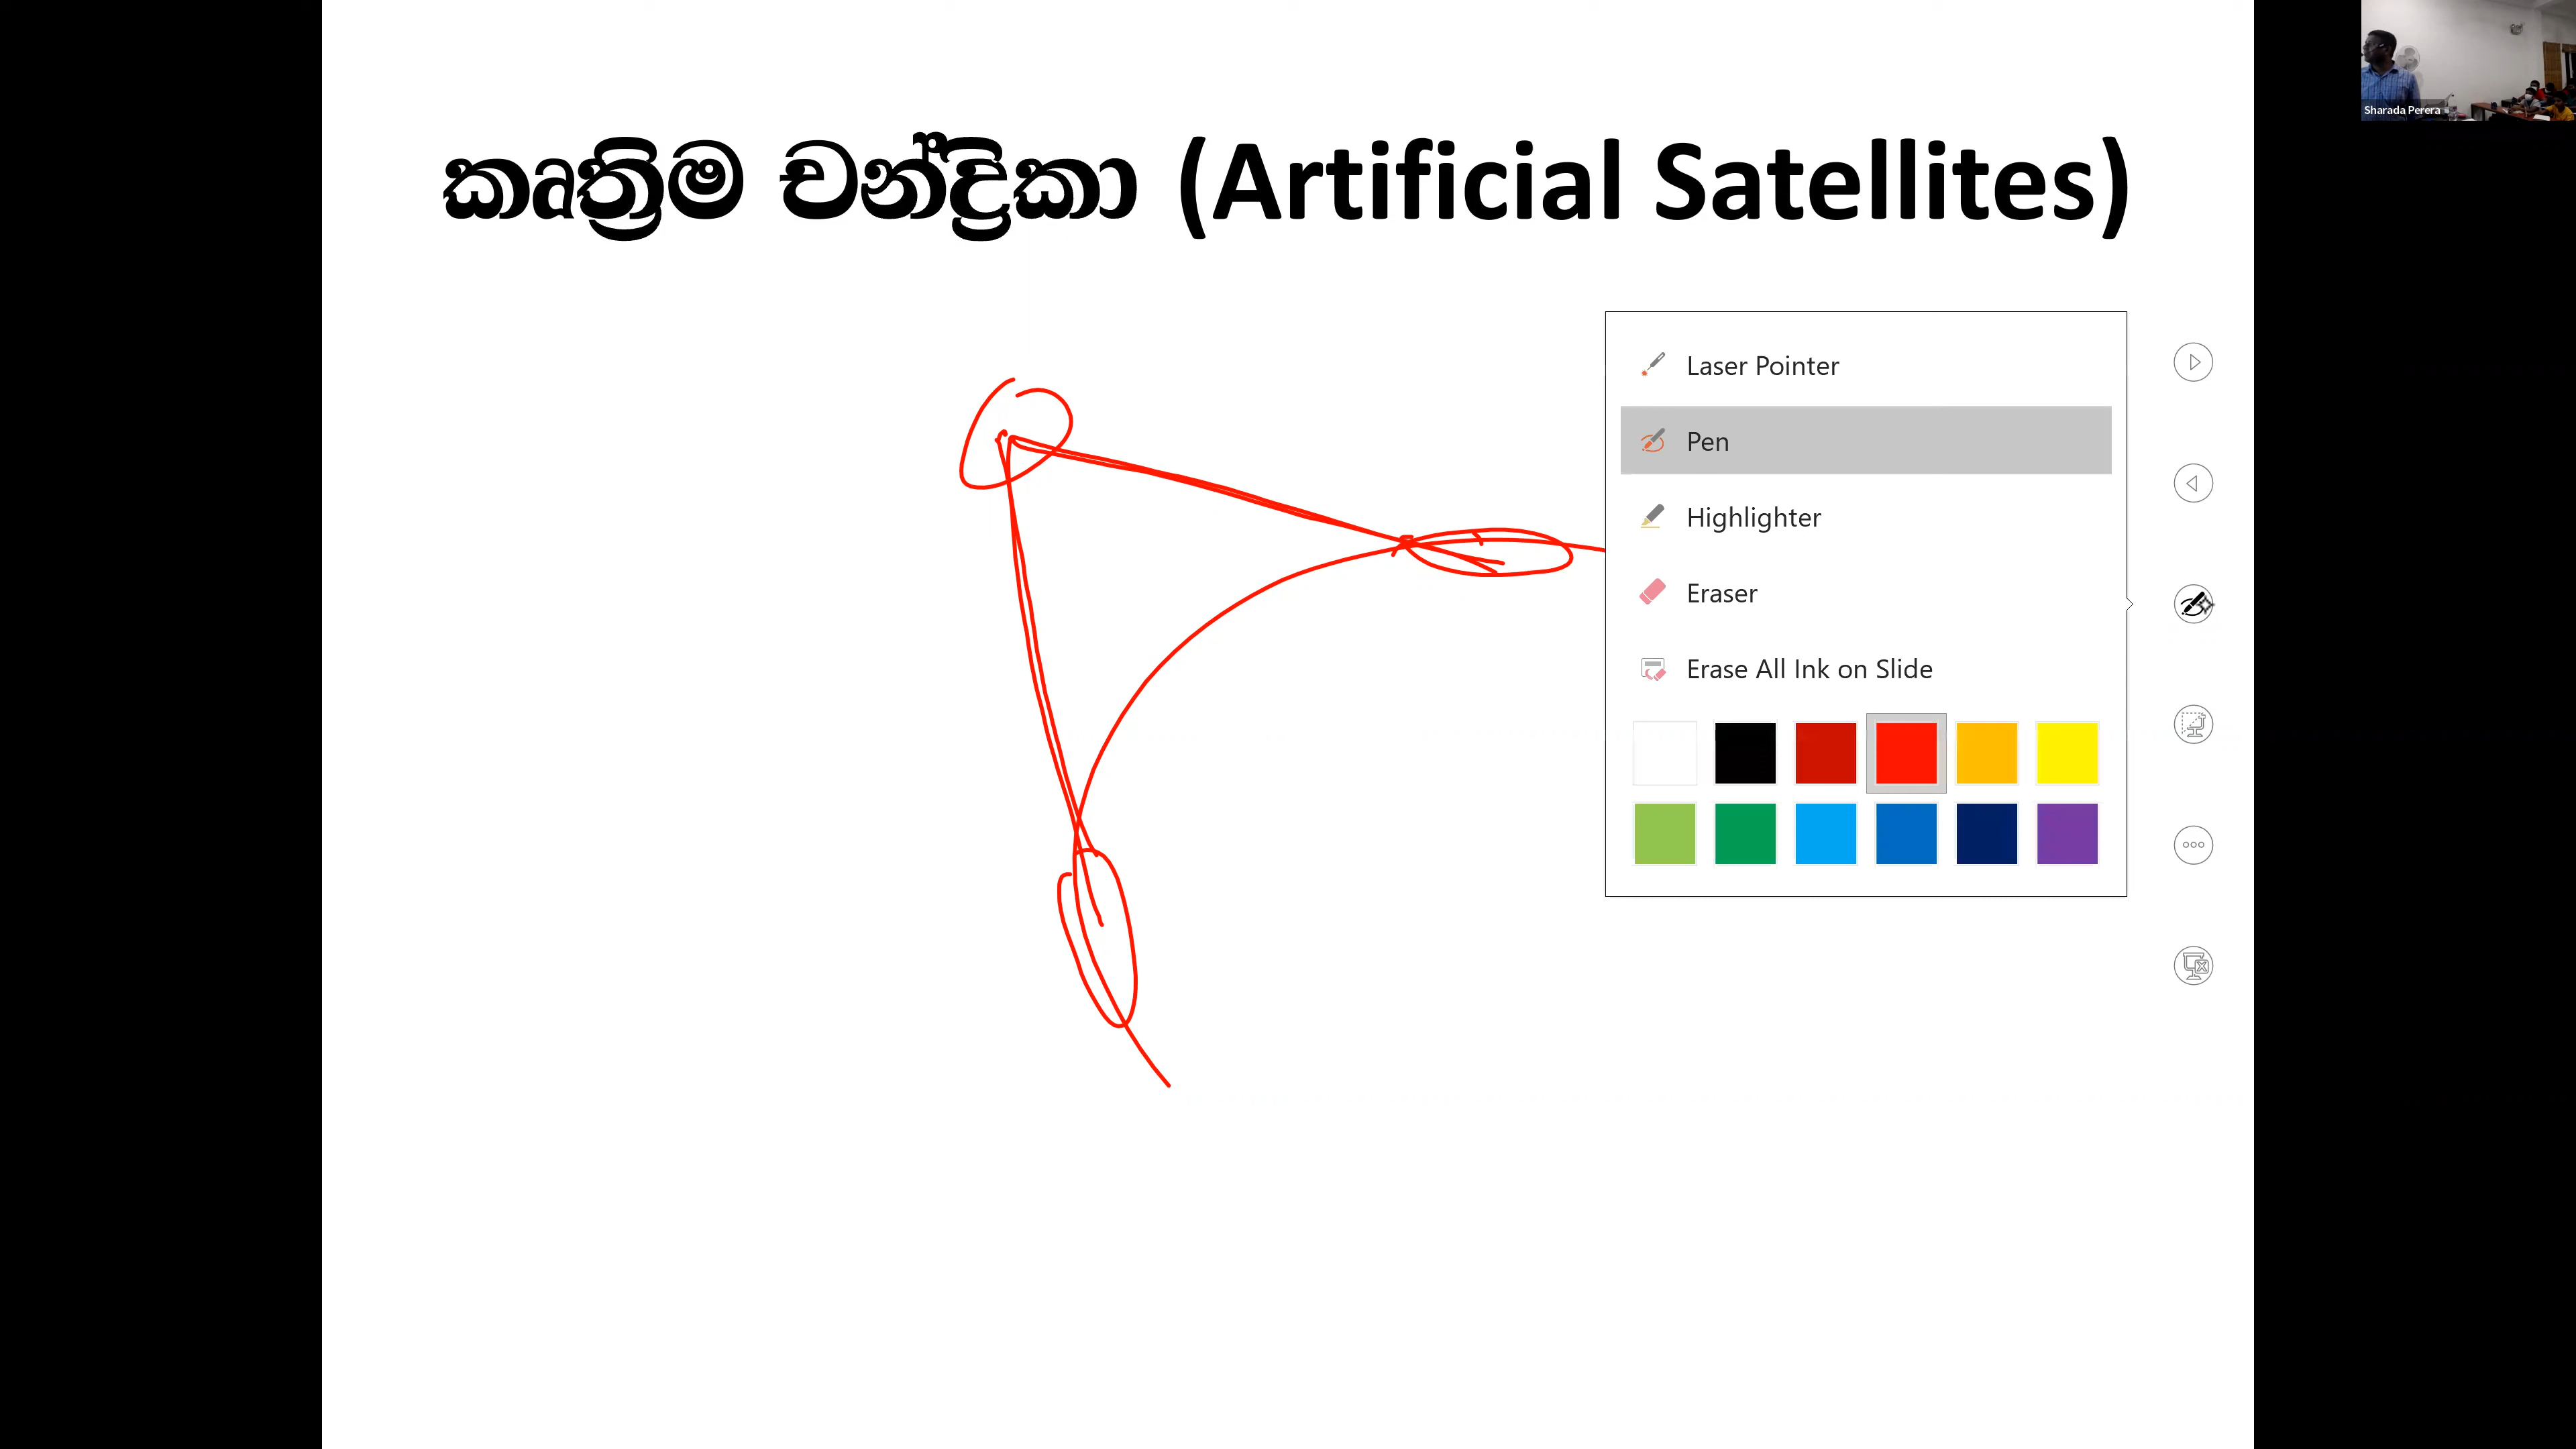 Sharada Perera
කෘත්‍රිම චන්ද්‍රිකා (Artificial Satellites)
Laser Pointer
Pen
Highlighter
Eraser
Erase All Ink on Slide